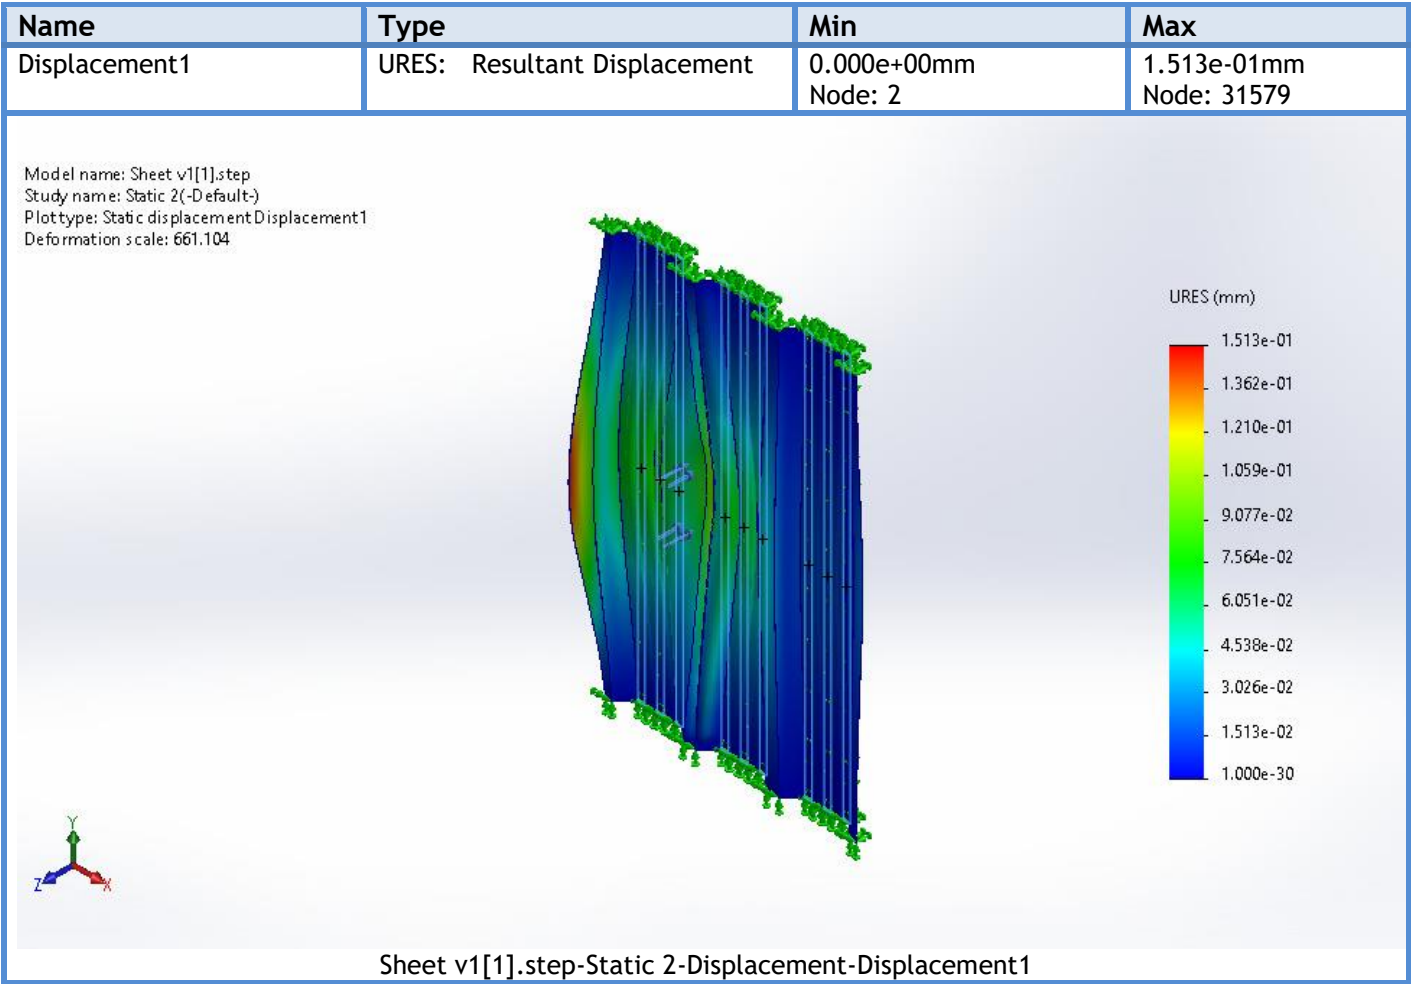 Name Type Min Max
Displacement1 URES: Resultant Displacement 0.000e+00mm 1.513e-01mm
Node: 2 Node: 31579
Model name: Sheet v1[1].step
Study name: Static 2(-Default-)
Plot type: Static displacement Displacement1
Deformation scale: 661.104
URES (mm)
1.513e-01
1.362e-01
1.210e-01
1.059e-01
9.077e-02
7.564e-02
6.051e-02
4.538e-02
3.026e-02
1.513e-02
1.000e-30
Y
Z X
Sheet v1[1].step-Static 2-Displacement-Displacement1